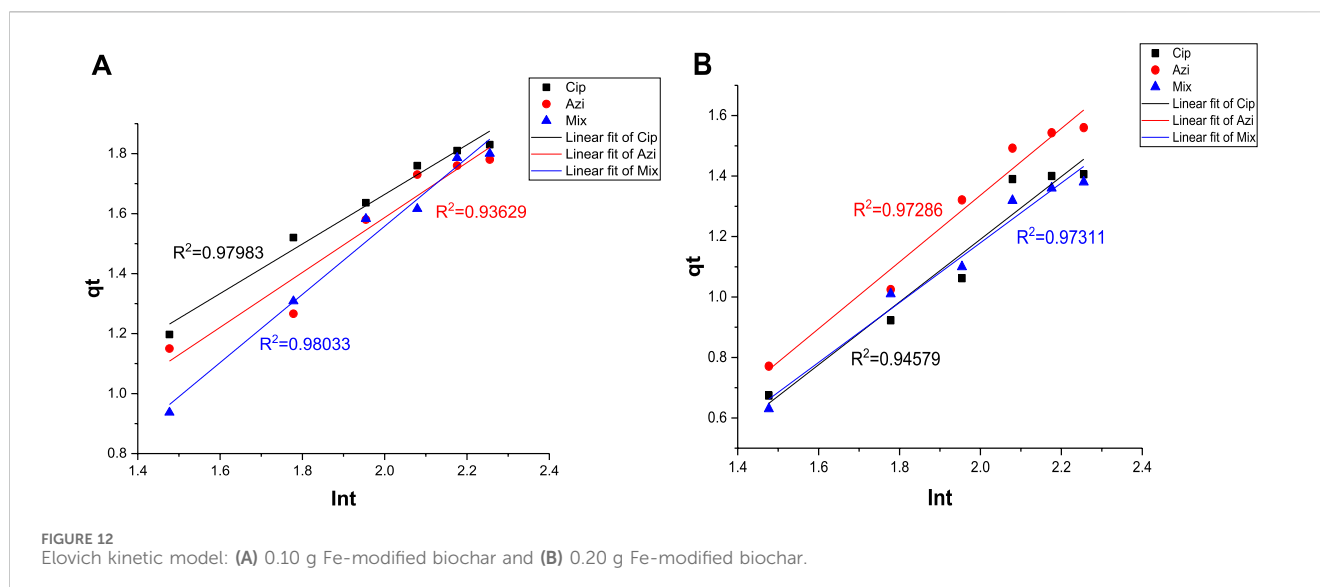 A
Cip
Azi
Mix
Linear fit of Cip
Linear fit of Azi
Linear fit of Mix
1.8
1.6
1.4
1.2
1.0
0.8
qt
R²=0.97983
R²=0.93629
R²=0.98033
1.4
1.6
1.8
2.0
2.2
2.4
lnt
B
Cip
Azi
Mix
Linear fit of Cip
Linear fit of Azi
Linear fit of Mix
1.6
1.4
1.2
1.0
0.8
0.6
qt
R²=0.97286
R²=0.97311
R²=0.94579
1.4
1.6
1.8
2.0
2.2
2.4
lnt
FIGURE 12
Elovich kinetic model: (A) 0.10 g Fe-modified biochar and (B) 0.20 g Fe-modified biochar.